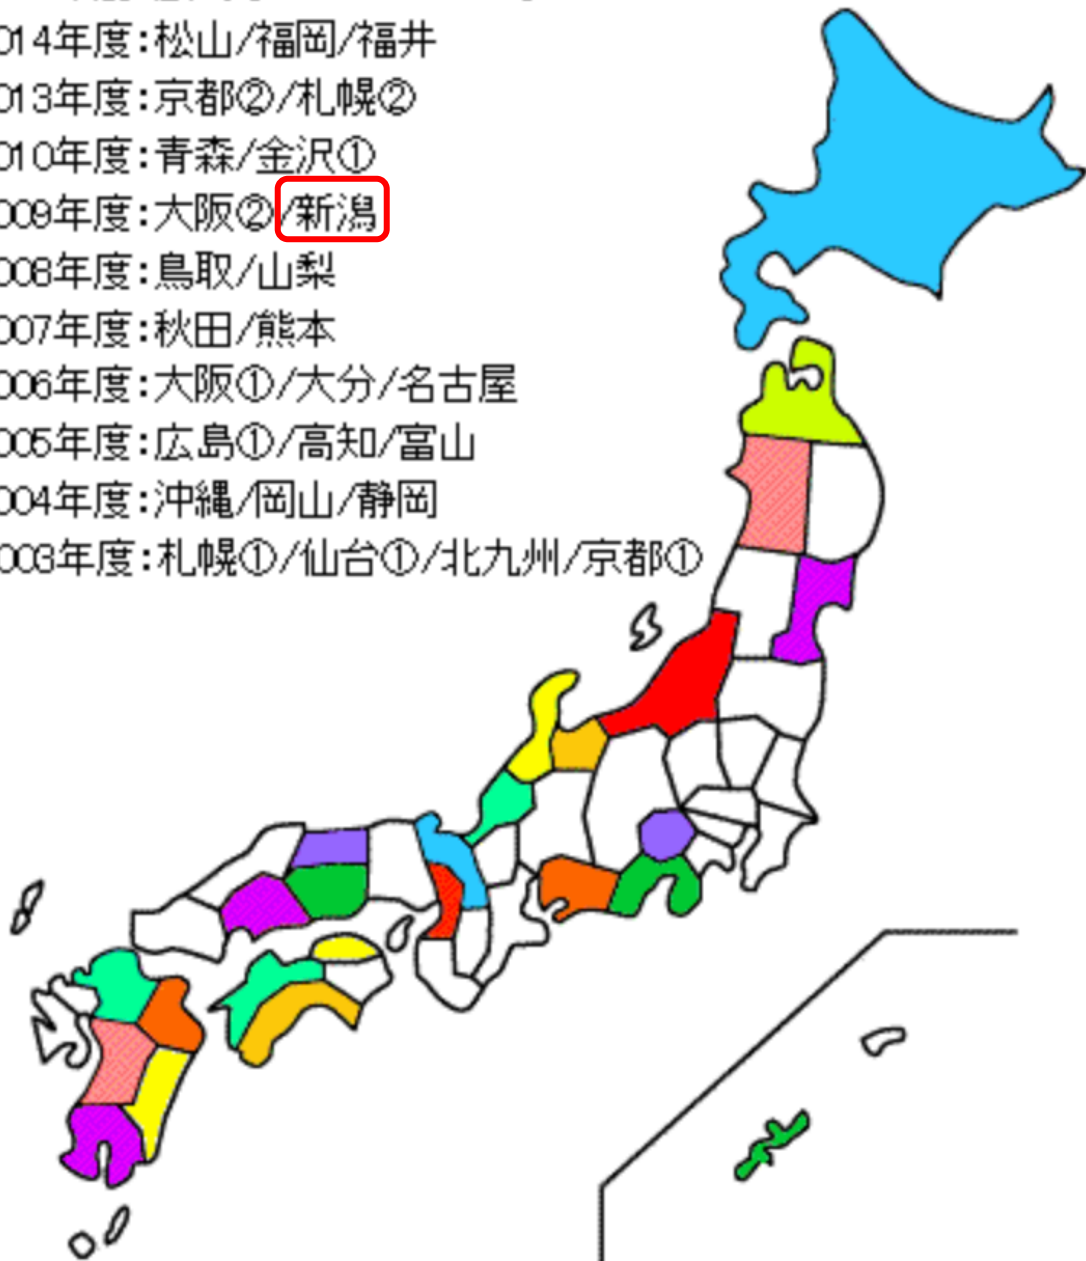 014年度:松山/福岡/福井
013年度:京都②/札幌②
010年度:青森/金沢①
009年度:大阪②/新潟
008年度:鳥取/山梨
007年度:秋田/熊本
006年度:大阪①/大分/名古屋
005年度:広島①/高知/富山
004年度:沖縄/岡山/静岡
003年度:札幌①/仙台①/北九州/京都①